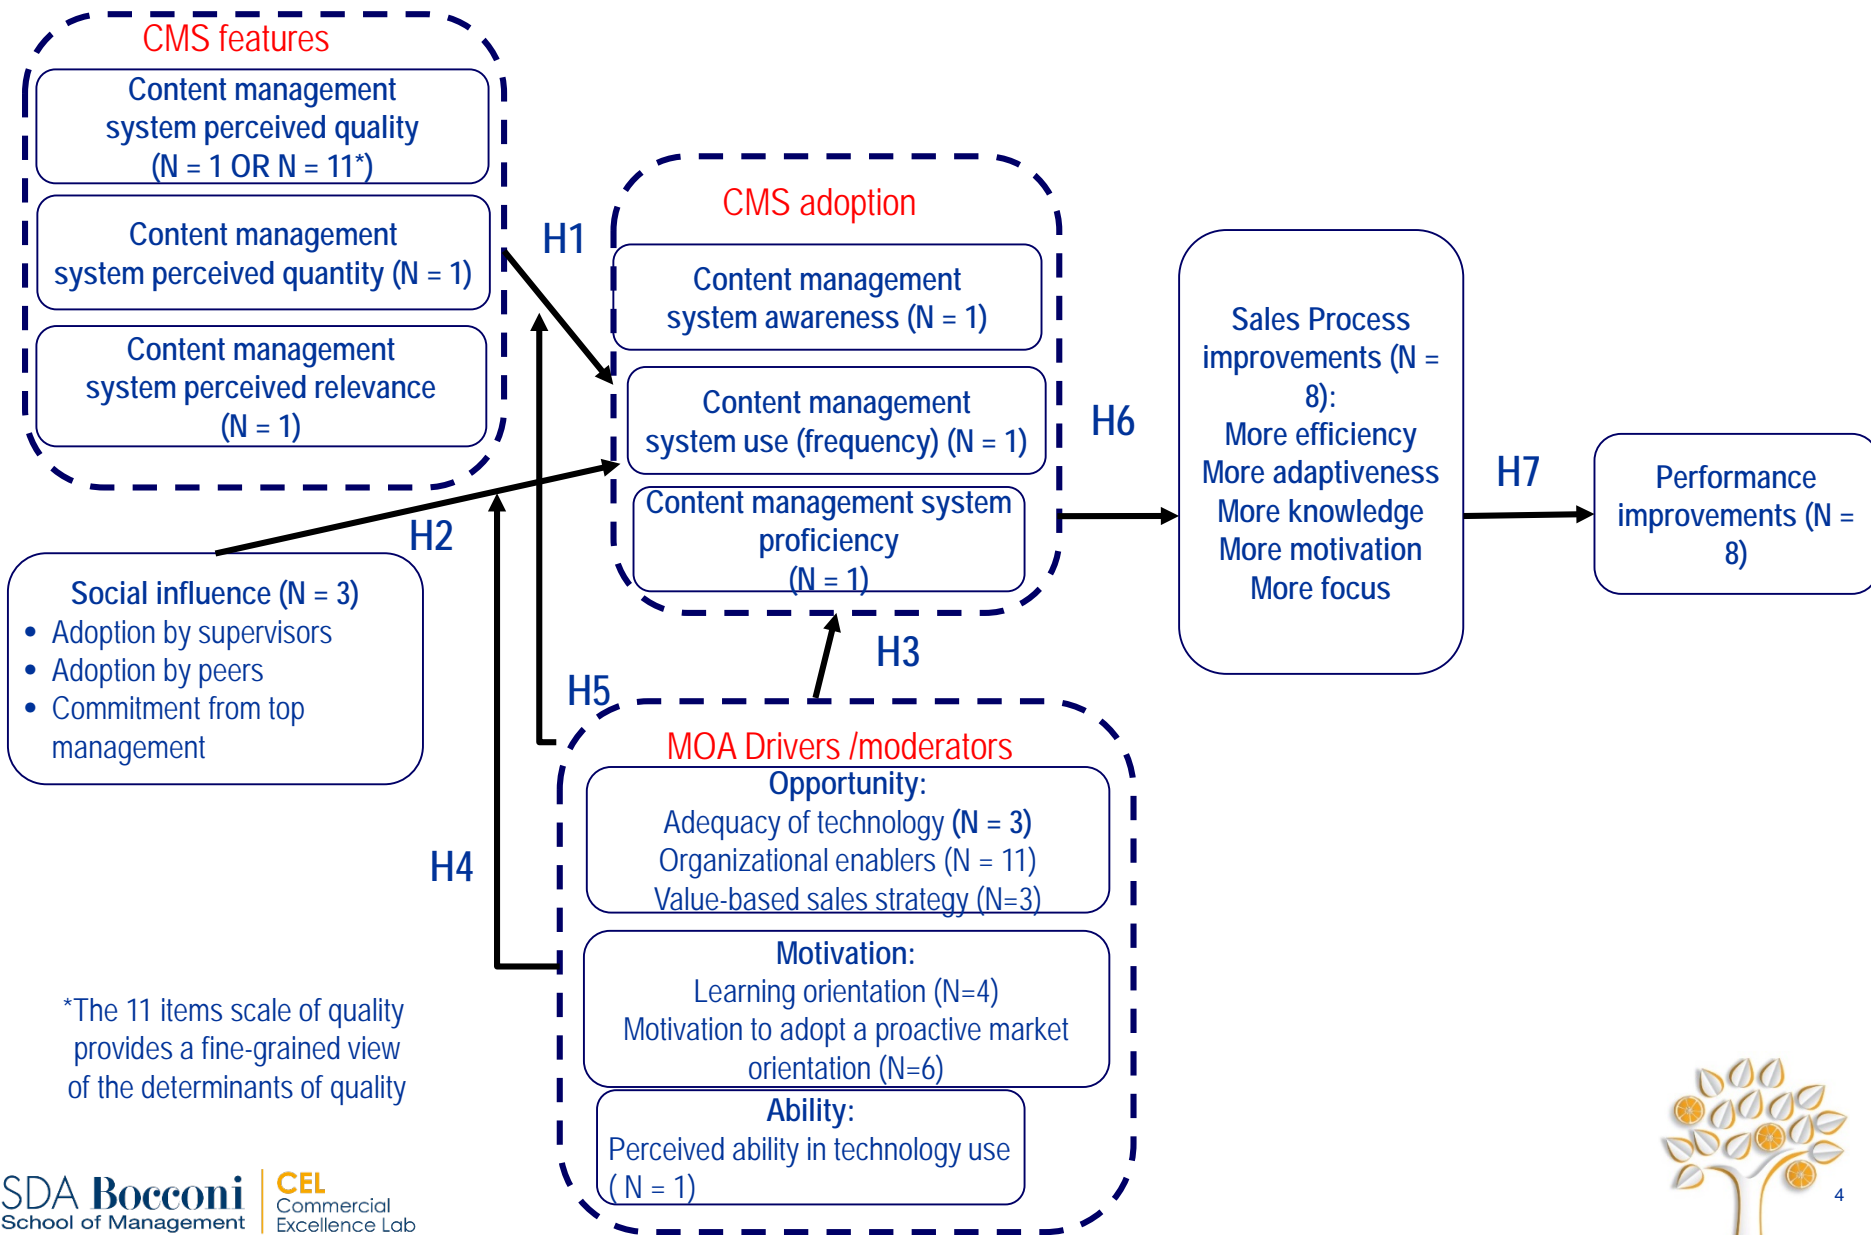 CMS features
Content management
system perceived quality
(N = 1 OR N = 11*)
Content management
system perceived quantity (N = 1)
Content management
system perceived relevance
(N = 1)
H1
CMS adoption
Content management
system awareness (N = 1)
Content management
system use (frequency) (N = 1)
Content management system
proficiency
(N = 1)
H6
Sales Process
improvements (N =
8):
More efficiency
More adaptiveness
More knowledge
More motivation
More focus
H7
Performance
improvements (N =
8)
H2
Social influence (N = 3)
• Adoption by supervisors
• Adoption by peers
• Commitment from top
management
H3
H5
H4
MOA Drivers /moderators
Opportunity:
Adequacy of technology (N = 3)
Organizational enablers (N = 11)
Value-based sales strategy (N=3)
Motivation:
Learning orientation (N=4)
Motivation to adopt a proactive market
orientation (N=6)
Ability:
Perceived ability in technology use
( N = 1)
*The 11 items scale of quality
provides a fine-grained view
of the determinants of quality
SDA Bocconi
School of Management
CEL
Commercial
Excellence Lab
4